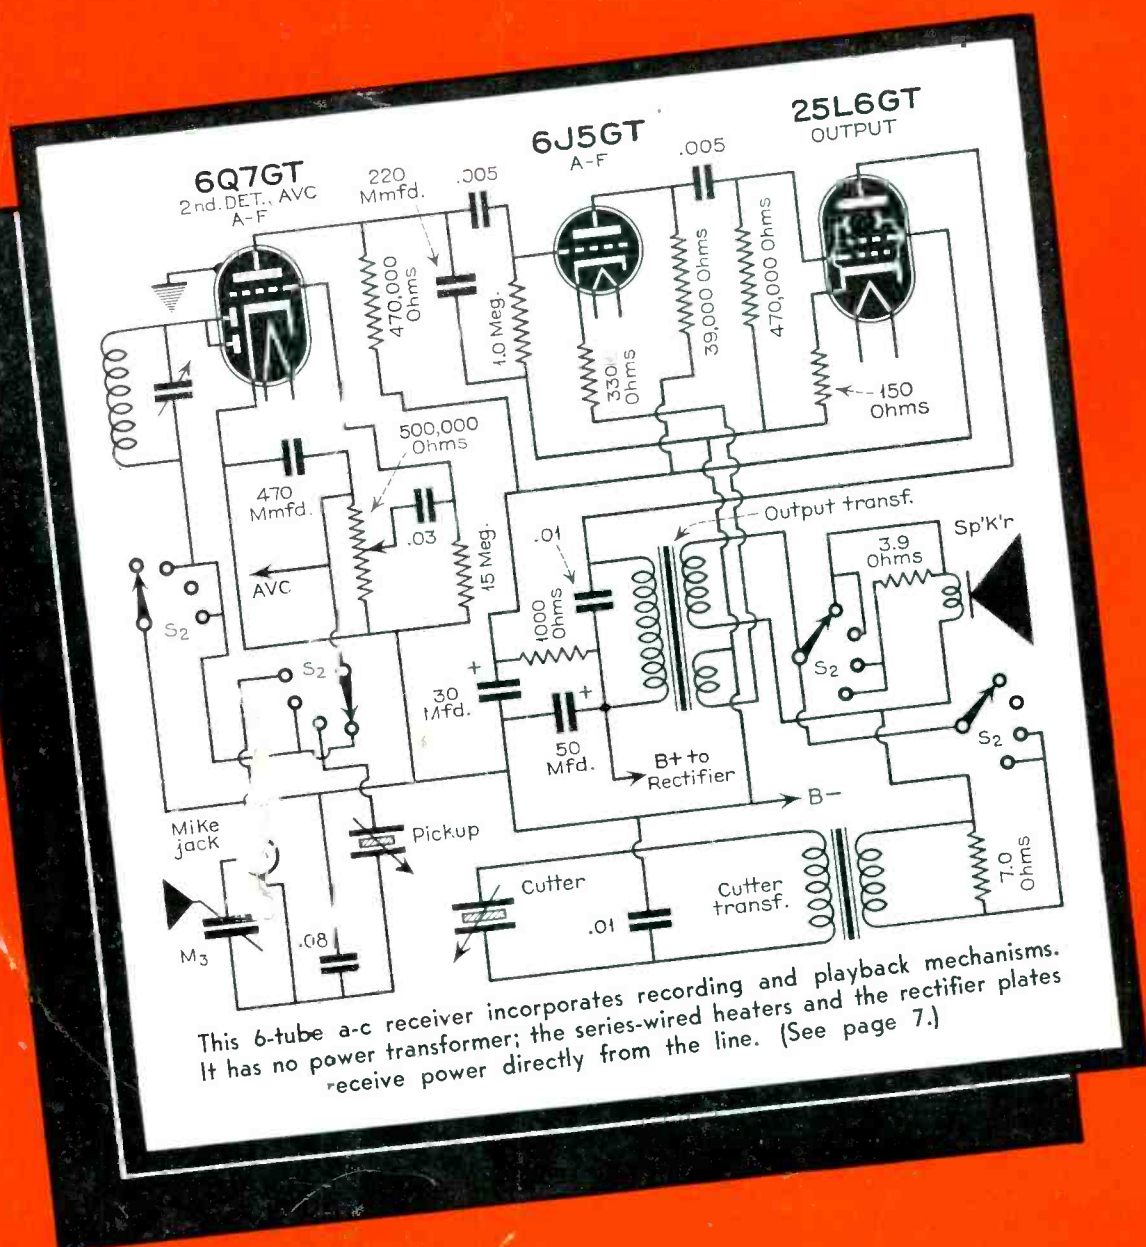 6Q7GT
2nd. DET., AVC
A-F
220
Mmfd.
.005
6J5GT
A-F
.005
25L6GT
OUTPUT
470,000
Ohms
1.0 Meg.
330
Ohms
39,000 Ohms
470,000 Ohms
150
Ohms
500,000
Ohms
470
Mmfd.
.03
15 Meg.
AVC
S2
S2
.01
1000
Ohms
Output transf.
3.9
Ohms
Sp'k'r
S2
S2
+
30
Mfd.
+
50
Mfd.
B+ to
Rectifier
B-
Mike
jack
Pickup
M3
.08
Cutter
.01
Cutter
transf.
7.0
Ohms
This 6-tube a-c receiver incorporates recording and playback mechanisms.
It has no power transformer; the series-wired heaters and the rectifier plates
receive power directly from the line. (See page 7.)